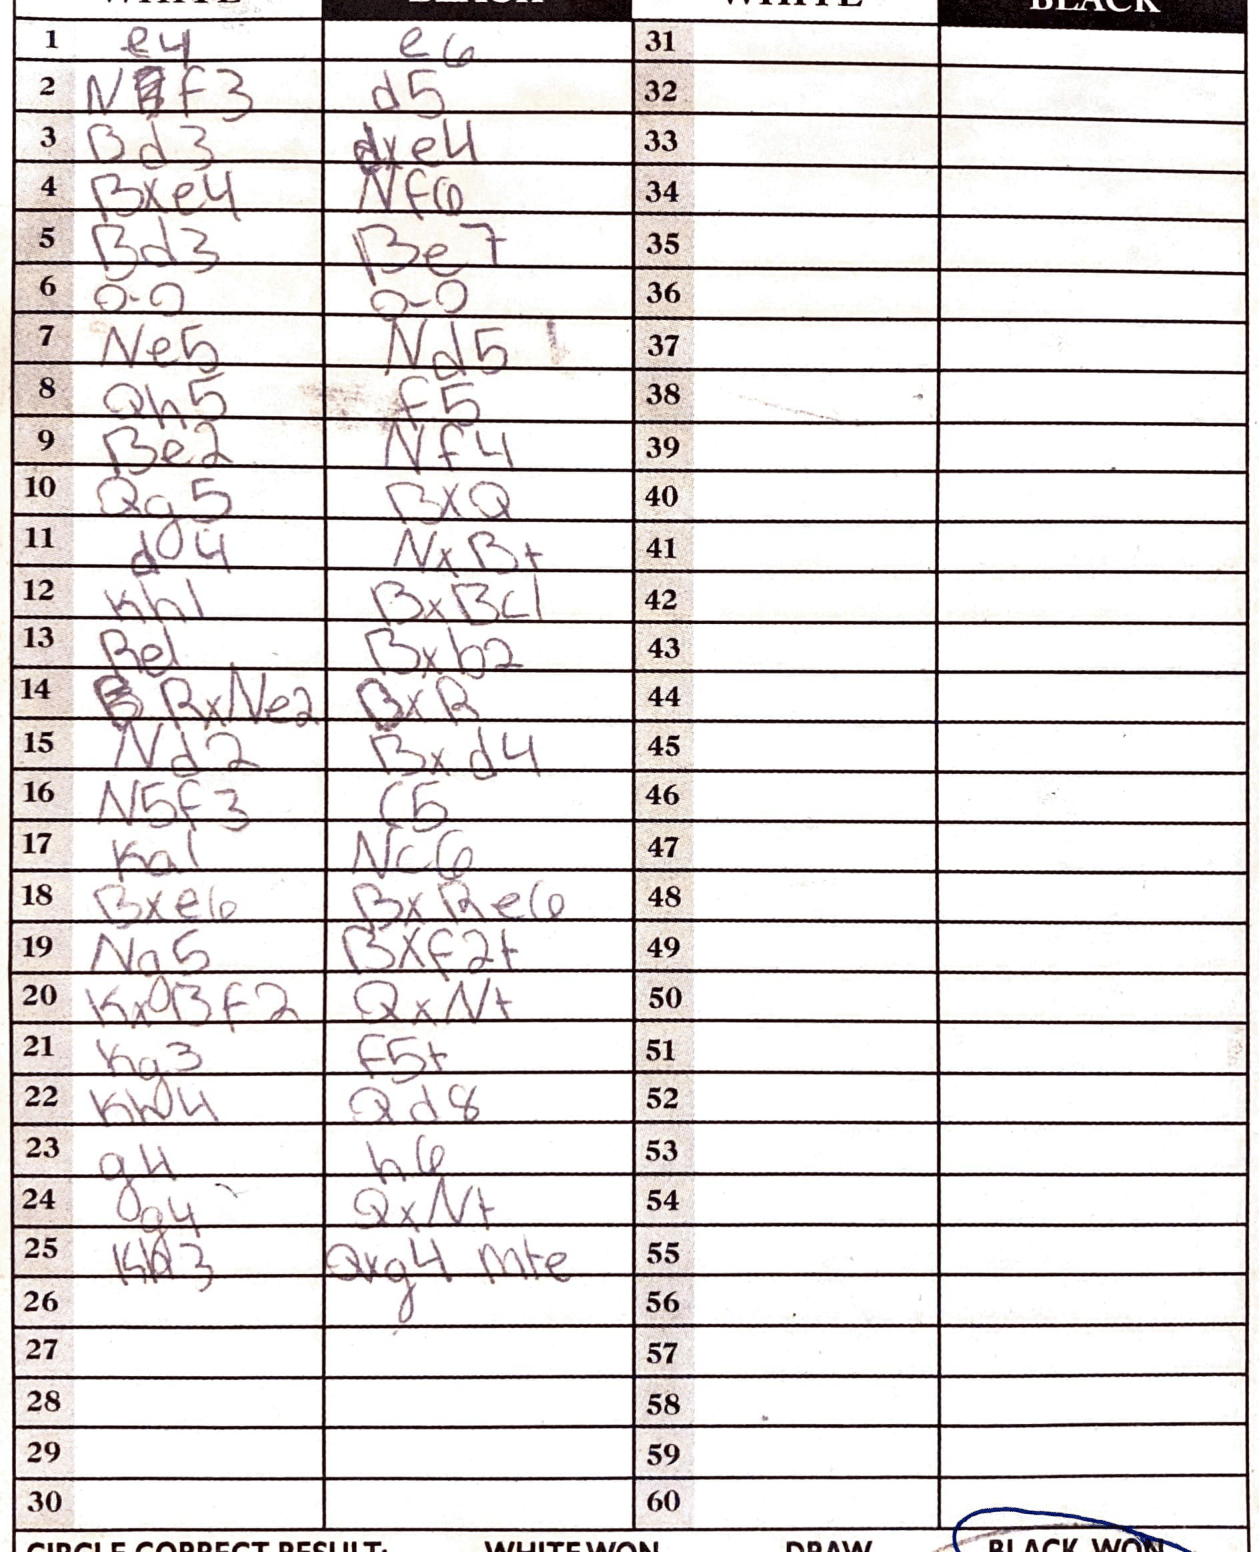 WHITE BLACK WHITE BLACK
1 e4 e6 31
2 Nf3 d5 32
3 Bd3 dxe4 33
4 Bxe4 Nf6 34
5 Bd3 Be7 35
6 0-0 0-0 36
7 Ne5 Nd5 37
8 Qh5 f5 38
9 Be2 Nf4 39
10 Qg5 BXQ 40
11 d4 NxB+ 41
12 Kh1 BxBc1 42
13 Re1 Bxb2 43
14 RxNe2 BxR 44
15 Nd2 Bxd4 45
16 N5f3 C5 46
17 Ka1 NC6 47
18 Bxe6 BxRe6 48
19 Ng5 BXf2+ 49
20 KxBf2 QxN+ 50
21 Kg3 F5+ 51
22 Kh4 Qd8 52
23 g4 h6 53
24 g4 QxN+ 54
25 Kh3 Qxg4 mte 55
26 56
27 57
28 58
29 59
30 60
CIRCLE CORRECT RESULT: WHITE WON DRAW BLACK WON